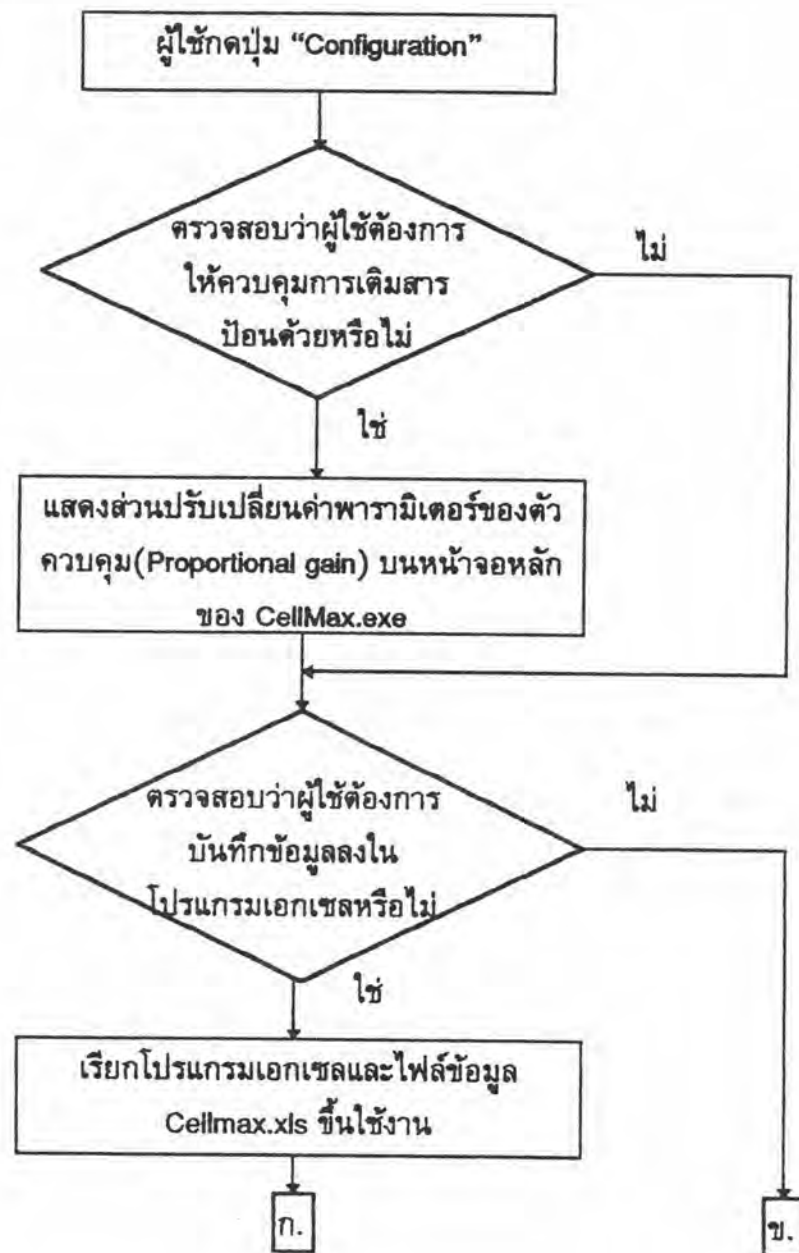 ผู้ใช้กดปุ่ม “Configuration”
ตรวจสอบว่าผู้ใช้ต้องการ
ให้ควบคุมการเติมสาร
ป้อนด้วยหรือไม่
ไม่
ใช่
แสดงส่วนปรับเปลี่ยนค่าพารามิเตอร์ของตัว
ควบคุม(Proportional gain) บนหน้าจอหลัก
ของ CellMax.exe
ตรวจสอบว่าผู้ใช้ต้องการ
บันทึกข้อมูลลงใน
โปรแกรมเอกเซลหรือไม่
ไม่
ใช่
เรียกโปรแกรมเอกเซลและไฟล์ข้อมูล
Cellmax.xls ขึ้นใช้งาน
ก.
ข.